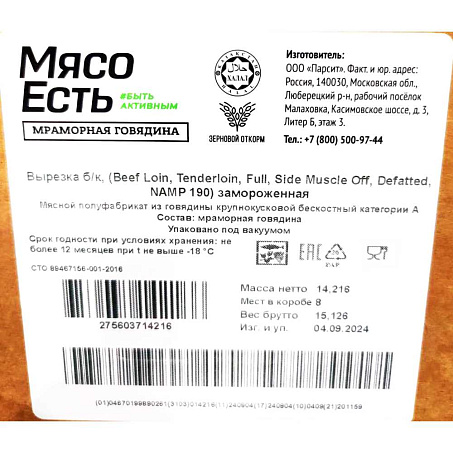 Мясо
Есть
#БЫТЬ
АКТИВНЫМ
МРАМОРНАЯ ГОВЯДИНА
ХАЛАЛ
ЗЕРНОВОЙ ОТКОРМ
Изготовитель:
ООО «Парсит». Факт. и юр. адрес:
Россия, 140030, Московская обл.,
Люберецкий р-н, рабочий посёлок
Малаховка, Касимовское шоссе, д. 3,
Литер Б, этаж 3.
Тел.: +7 (800) 500-97-44
Вырезка б/к, (Beef Loin, Tenderloin, Full, Side Muscle Off, Defatted,
NAMP 190) замороженная
Мясной полуфабрикат из говядины крупнокусковой бескостный категории А
Состав: мраморная говядина
Упаковано под вакуумом
Срок годности при условиях хранения: не
более 12 месяцев при t не выше -18 °C
СТО 89467156-001-2016
EAC
Масса нетто 14,216
Мест в коробе 8
Вес брутто 15,126
Изг. и уп. 04.09.2024
275603714216